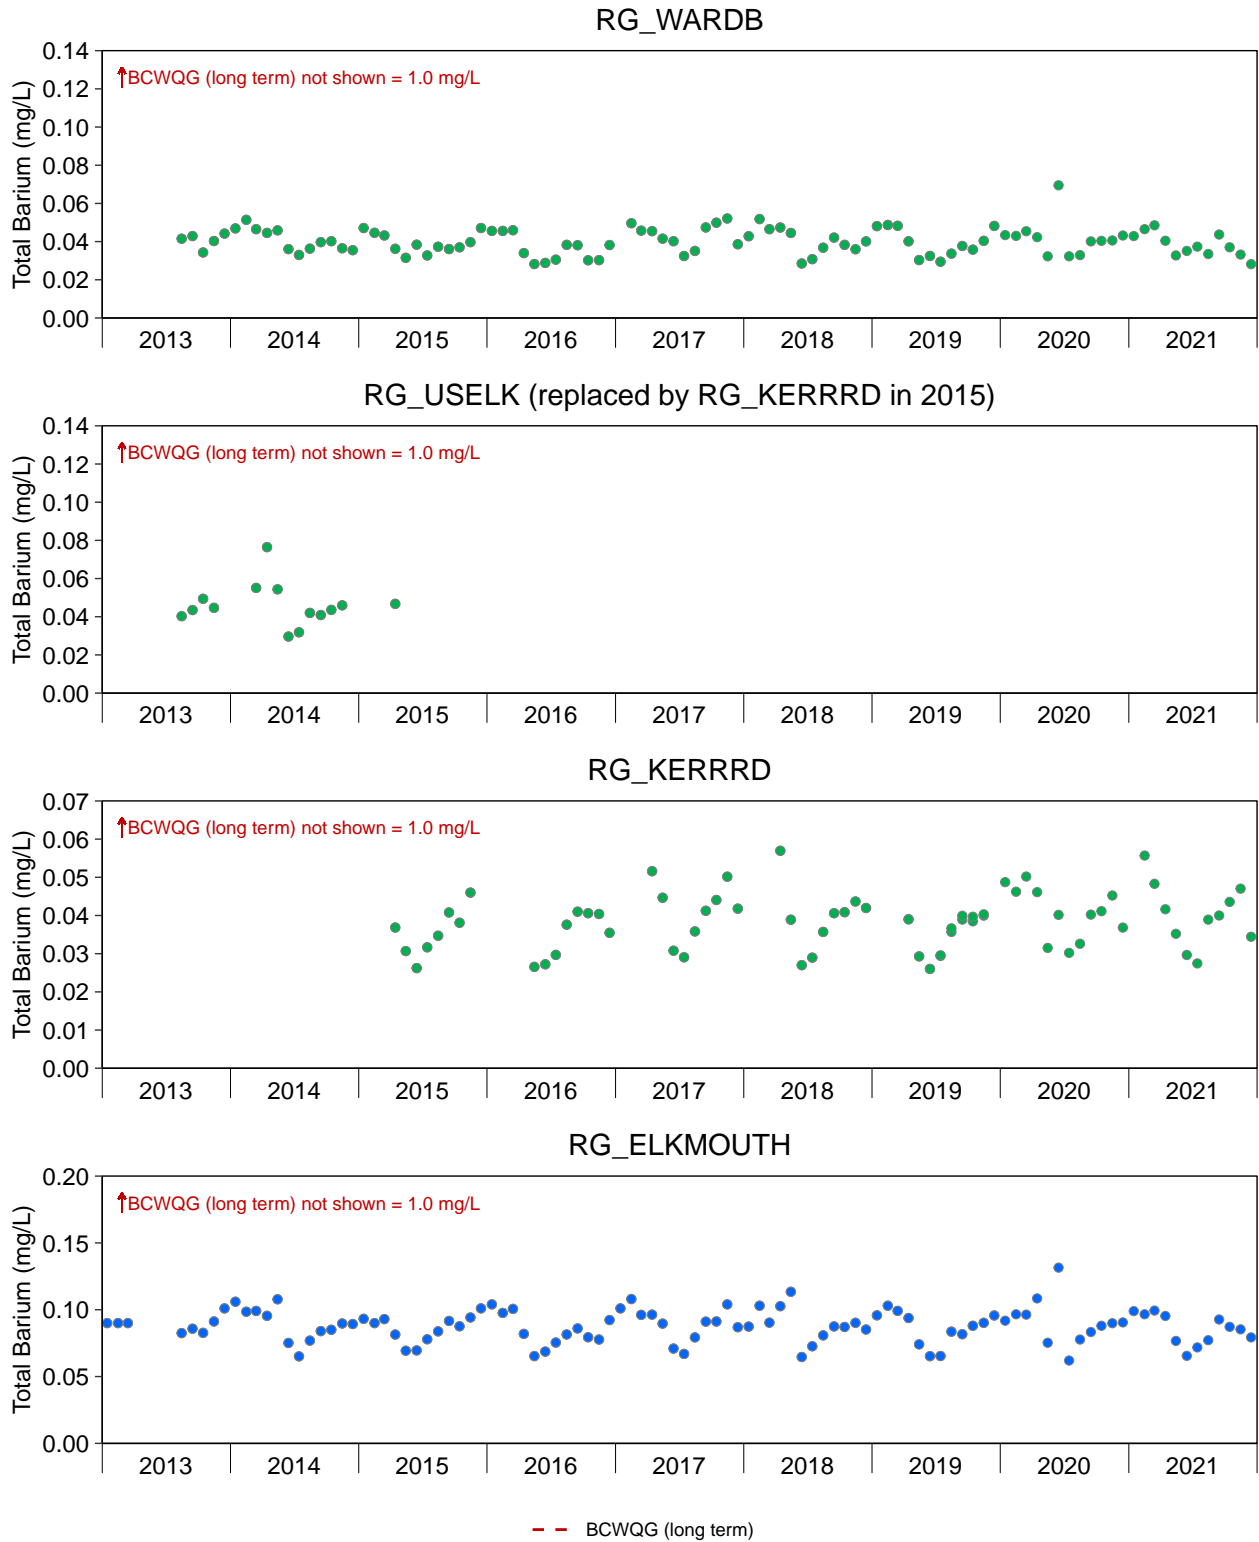 RG_WARDB
0.14
0.12
0.10
0.08
0.06
0.04
0.02
0.00
Total Barium (mg/L)
BCWQG (long term) not shown = 1.0 mg/L
2013 2014 2015 2016 2017 2018 2019 2020 2021
RG_USELK (replaced by RG_KERRRD in 2015)
0.14
0.12
0.10
0.08
0.06
0.04
0.02
0.00
Total Barium (mg/L)
BCWQG (long term) not shown = 1.0 mg/L
2013 2014 2015 2016 2017 2018 2019 2020 2021
RG_KERRRD
0.07
0.06
0.05
0.04
0.03
0.02
0.01
0.00
Total Barium (mg/L)
BCWQG (long term) not shown = 1.0 mg/L
2013 2014 2015 2016 2017 2018 2019 2020 2021
RG_ELKMOUTH
0.20
0.15
0.10
0.05
0.00
Total Barium (mg/L)
BCWQG (long term) not shown = 1.0 mg/L
2013 2014 2015 2016 2017 2018 2019 2020 2021
BCWQG (long term)